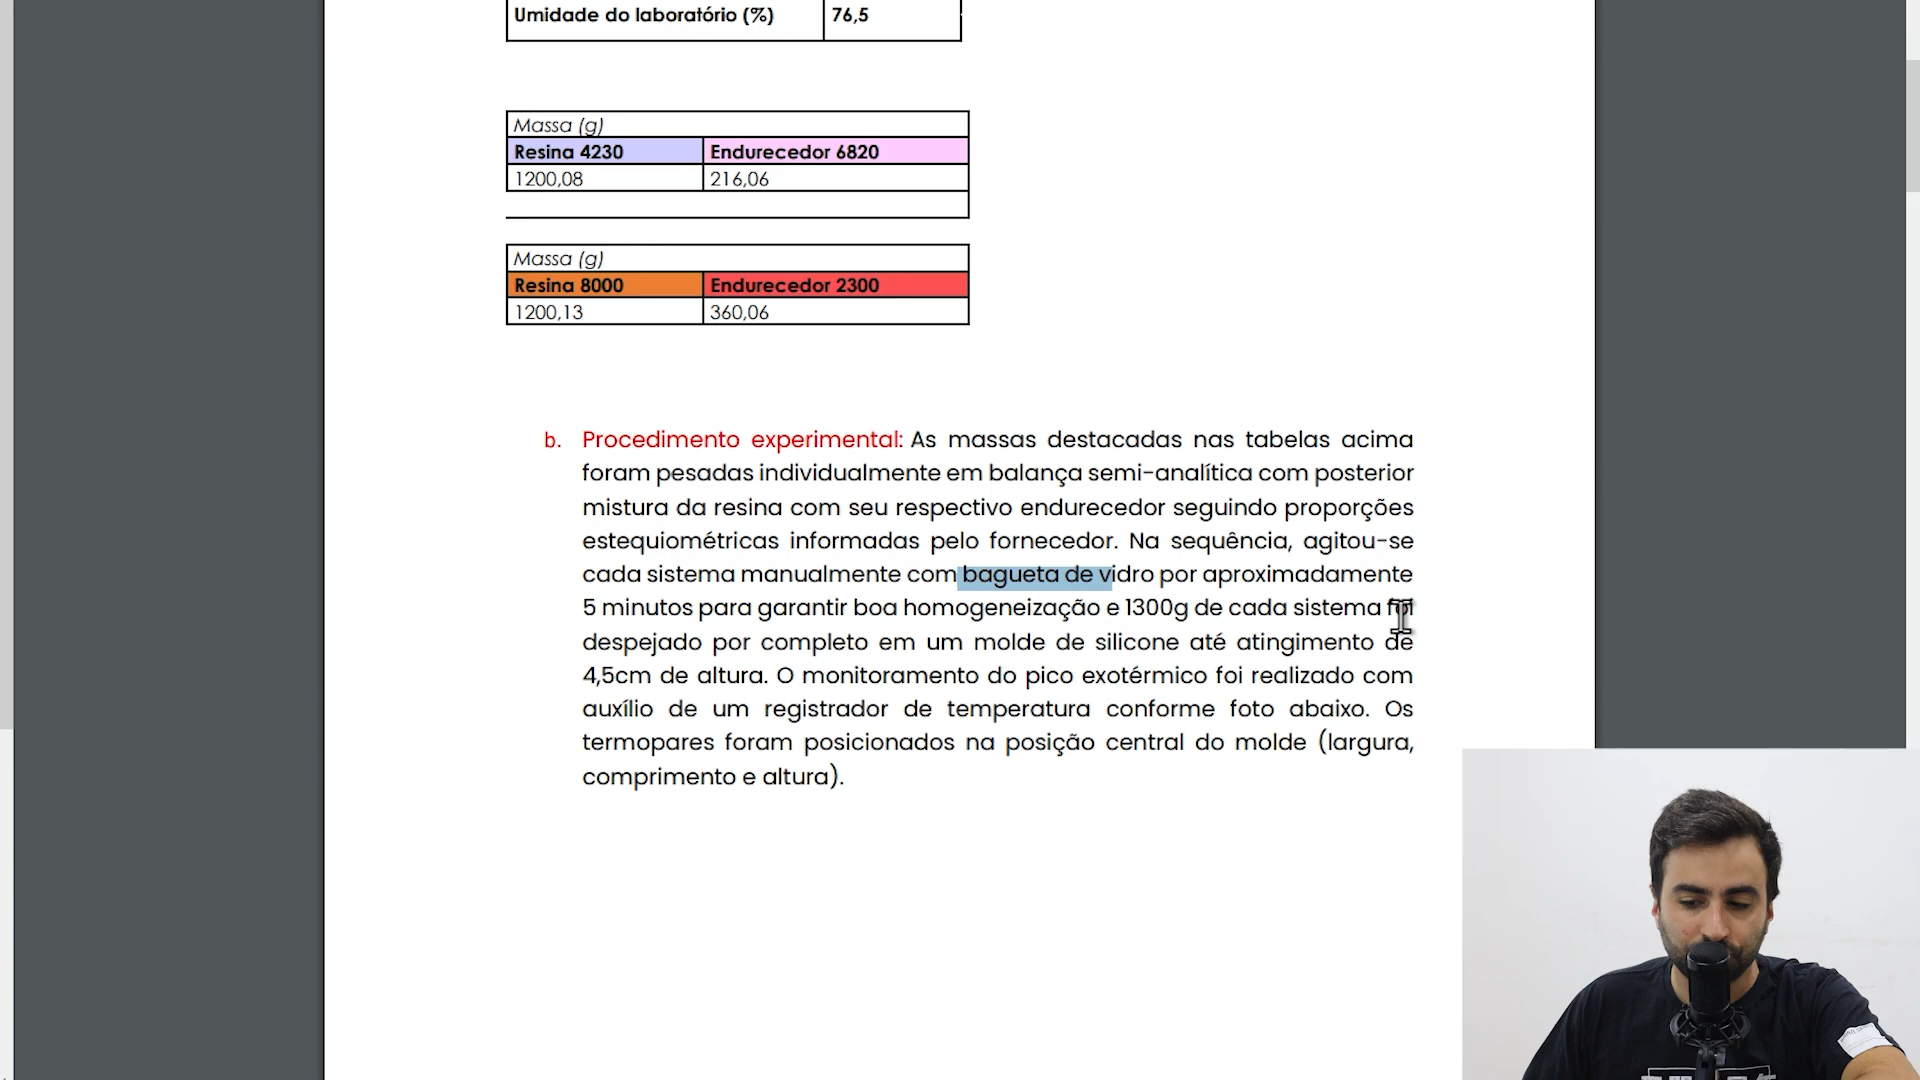 Umidade do laboratório (%) 76,5
Massa (g)
Resina 4230 Endurecedor 6820
1200,08 216,06
Massa (g)
Resina 8000 Endurecedor 2300
1200,13 360,06
b. Procedimento experimental: As massas destacadas nas tabelas acima
foram pesadas individualmente em balança semi-analítica com posterior
mistura da resina com seu respectivo endurecedor seguindo proporções
estequiométricas informadas pelo fornecedor. Na sequência, agitou-se
cada sistema manualmente com bagueta de vidro por aproximadamente
5 minutos para garantir boa homogeneização e 1300g de cada sistema foi
despejado por completo em um molde de silicone até atingimento de
4,5cm de altura. O monitoramento do pico exotérmico foi realizado com
auxílio de um registrador de temperatura conforme foto abaixo. Os
termopares foram posicionados na posição central do molde (largura,
comprimento e altura).